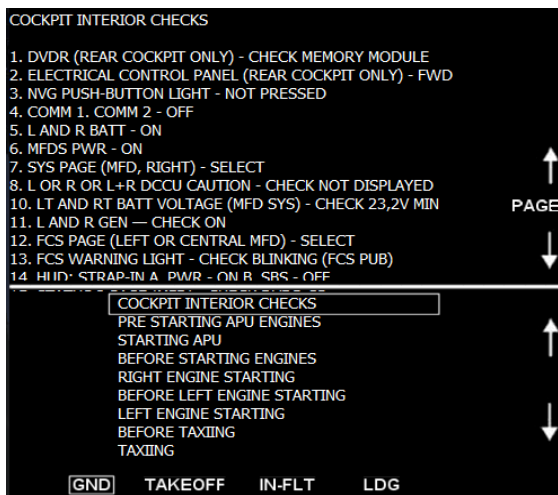 COCKPIT INTERIOR CHECKS
1. DVDR (REAR COCKPIT ONLY) - CHECK MEMORY MODULE
2. ELECTRICAL CONTROL PANEL (REAR COCKPIT ONLY) - FWD
3. NVG PUSH-BUTTON LIGHT - NOT PRESSED
4. COMM 1. COMM 2 - OFF
5. L AND R BATT - ON
6. MFDS PWR - ON
7. SYS PAGE (MFD, RIGHT) - SELECT
8. L OR R OR L+R DCCU CAUTION - CHECK NOT DISPLAYED
10. LT AND RT BATT VOLTAGE (MFD SYS) - CHECK 23,2V MIN
PAGE
11. L AND R GEN — CHECK ON
12. FCS PAGE (LEFT OR CENTRAL MFD) - SELECT
13. FCS WARNING LIGHT - CHECK BLINKING (FCS PUB)
14. HUD: STRAP-IN A. PWR - ON B. SBS - OFF
COCKPIT INTERIOR CHECKS
PRE STARTING APU ENGINES
STARTING APU
BEFORE STARTING ENGINES
RIGHT ENGINE STARTING
BEFORE LEFT ENGINE STARTING
LEFT ENGINE STARTING
BEFORE TAXIING
TAXIING
GND TAKEOFF IN-FLT LDG